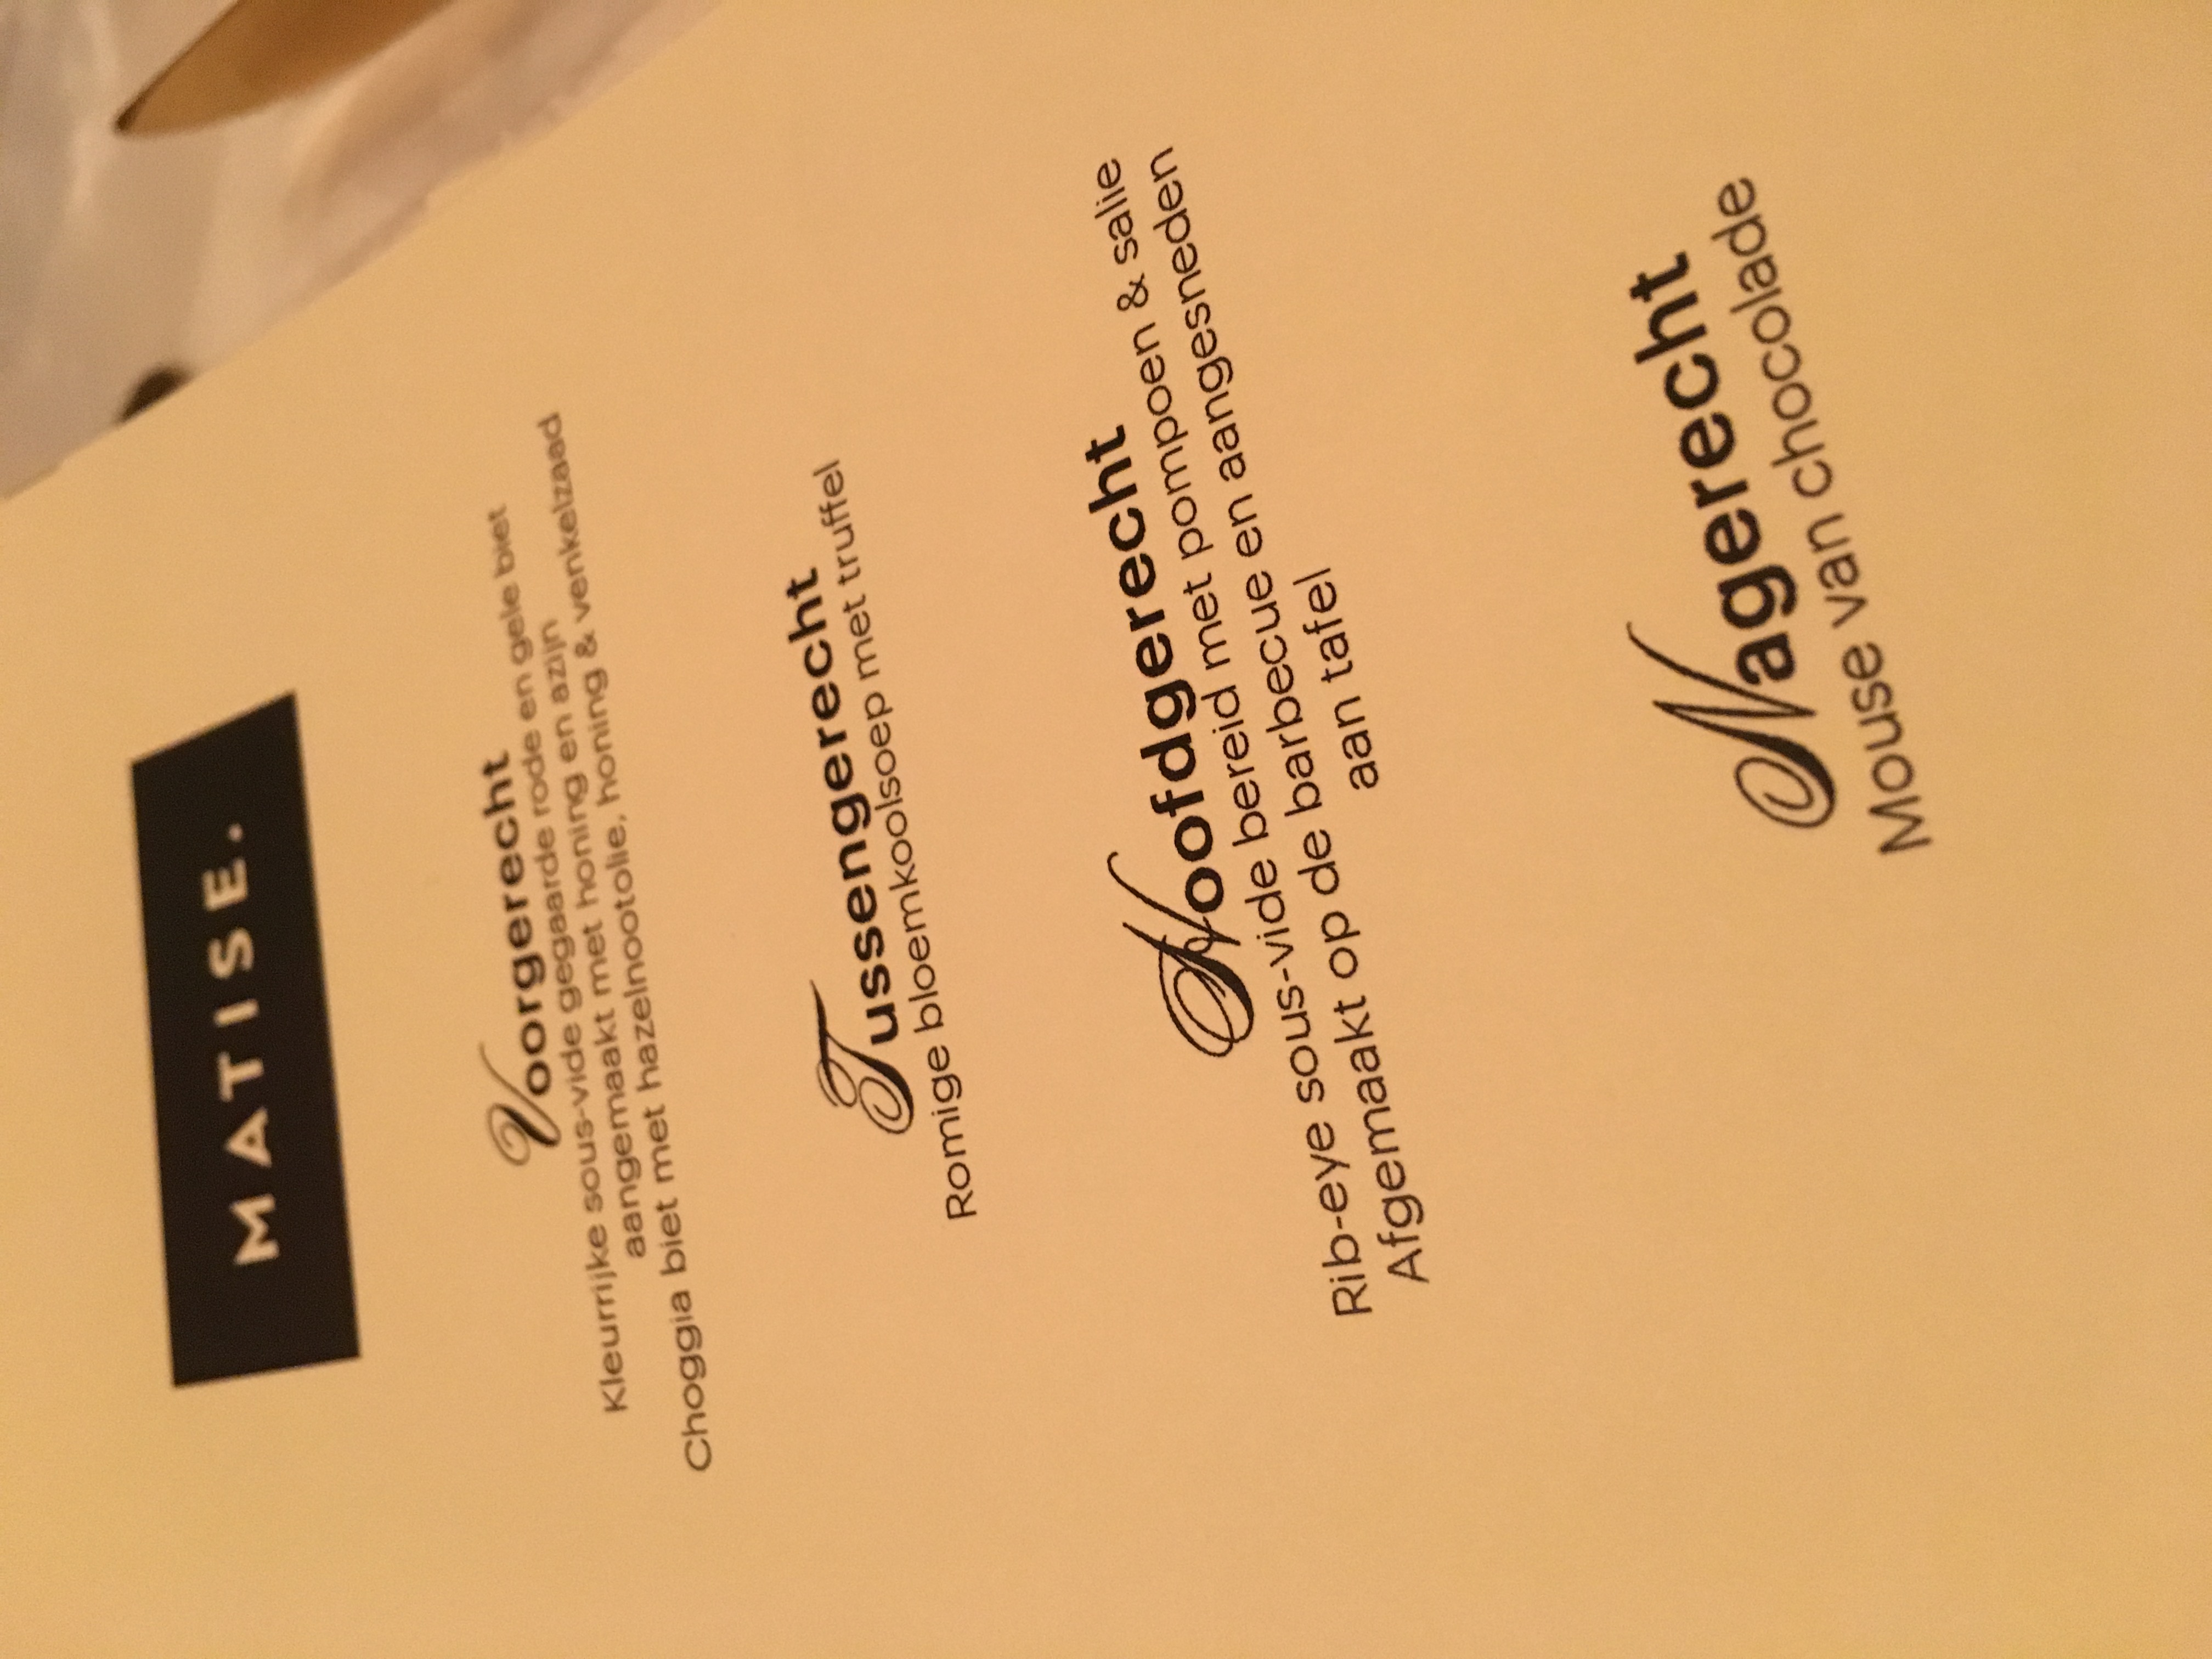 MATISE.
Voorgerecht
Kleurrijke sous-vide gegaarde rode en gele biet
aangemaakt met honing en azijn
Choggia biet met hazelnootolie, honing & venkelzaad
Tussengerecht
Romige bloemkoolsoep met truffel
Hoofdgerecht
Rib-eye sous-vide bereid met pompoen & salie
Afgemaakt op de barbecue en aangesneden
aan tafel
Nagerecht
Mouse van chocolade